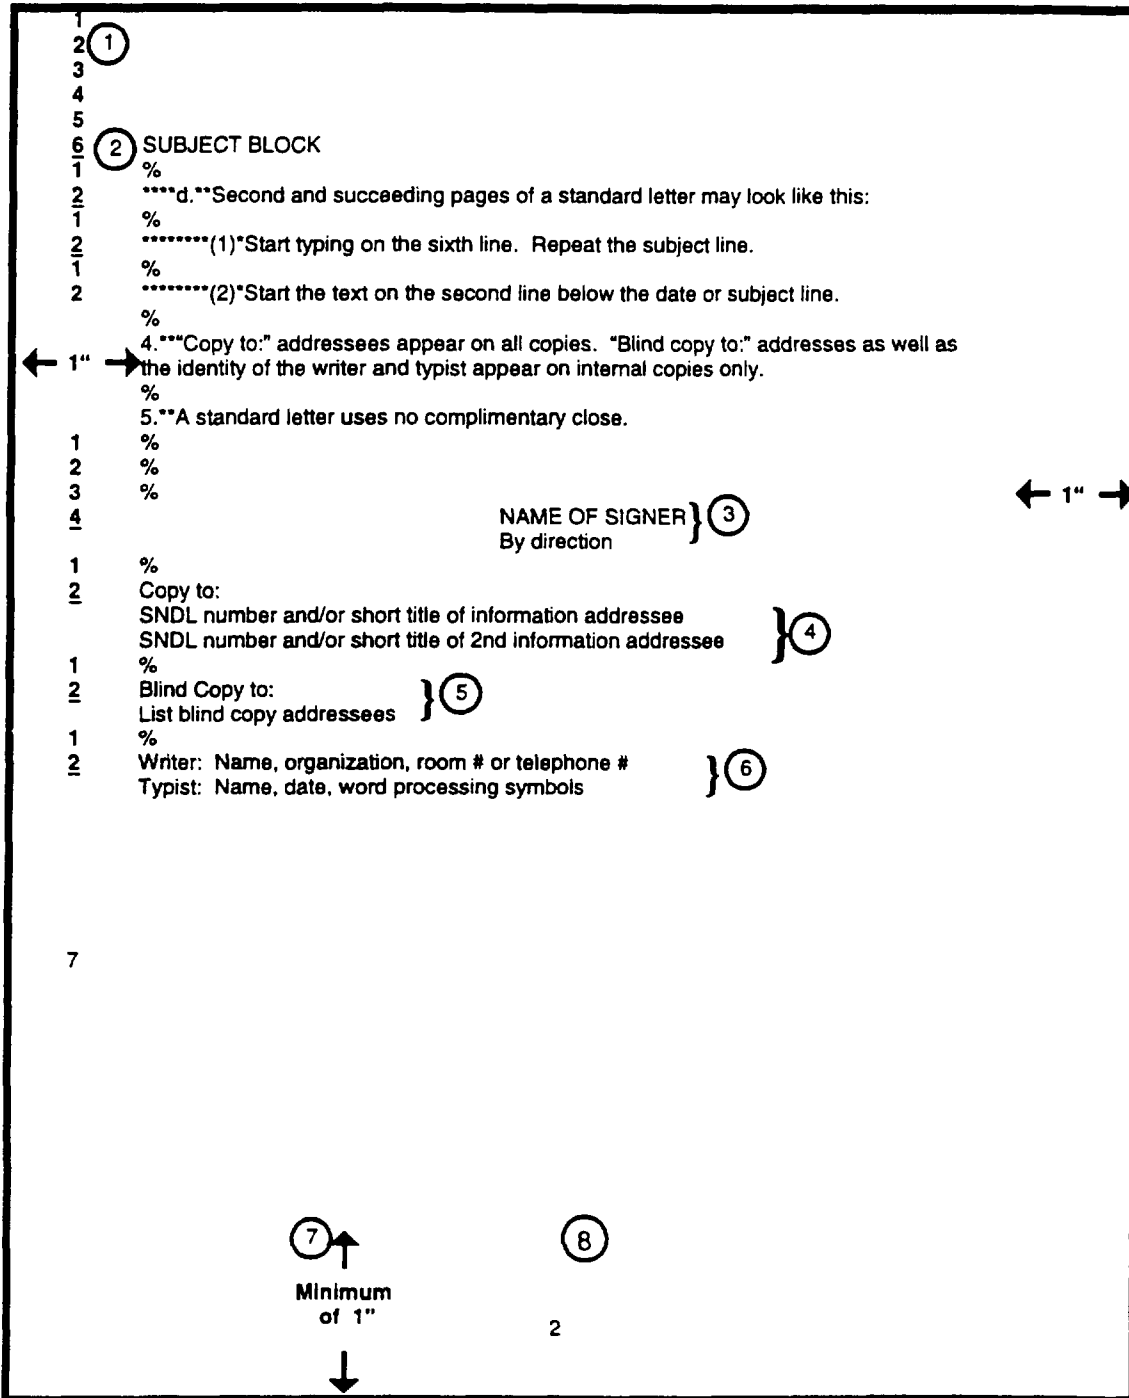 1
2 1
3
4
5
6 2 SUBJECT BLOCK
1 %
2 ****d.**Second and succeeding pages of a standard letter may look like this:
1 %
2 ********(1)*Start typing on the sixth line. Repeat the subject line.
1 %
2 ********(2)*Start the text on the second line below the date or subject line.
%
4.**"Copy to:" addressees appear on all copies. "Blind copy to:" addresses as well as
1" the identity of the writer and typist appear on internal copies only.
%
5.**A standard letter uses no complimentary close.
1 %
2 %
3 % 1"
4 NAME OF SIGNER } 3
By direction
1 %
2 Copy to:
SNDL number and/or short title of information addressee
SNDL number and/or short title of 2nd information addressee } 4
1 %
2 Blind Copy to: } 5
List blind copy addressees
1 %
2 Writer: Name, organization, room # or telephone # } 6
Typist: Name, date, word processing symbols
7
7 8
Minimum
of 1"
2